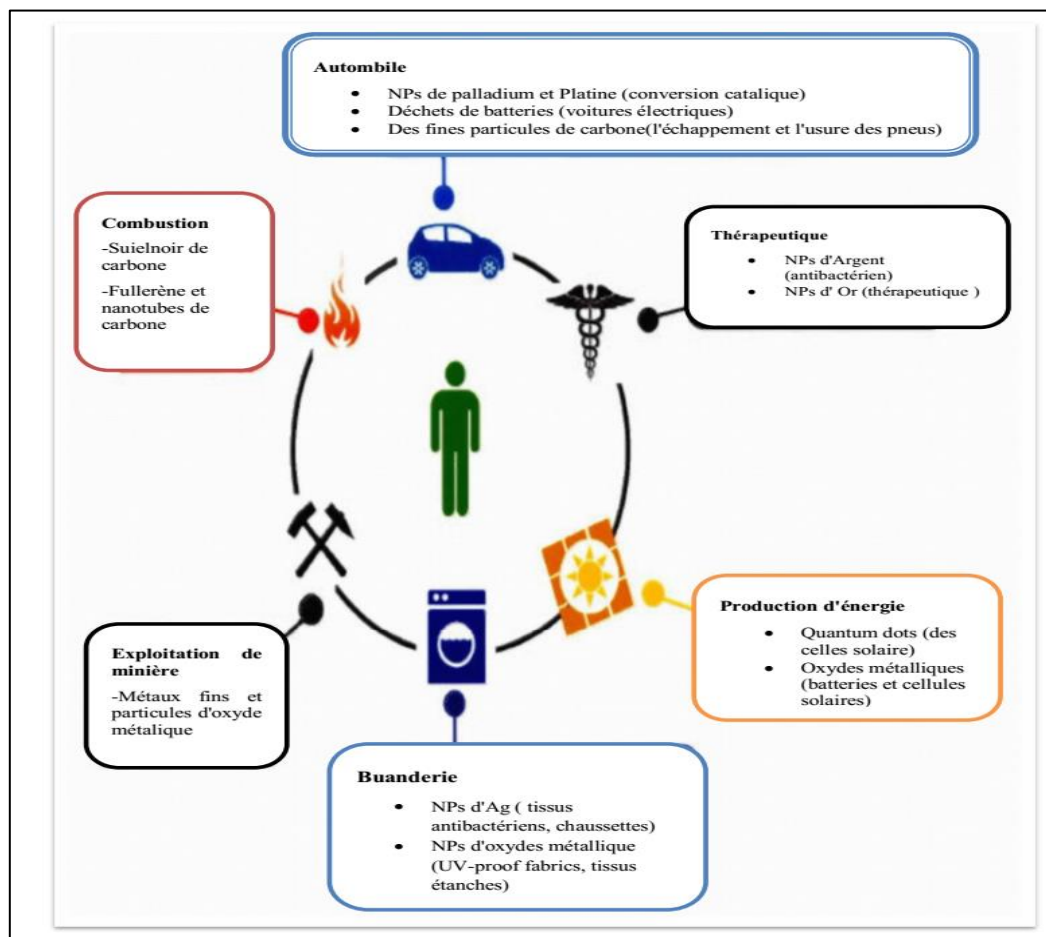 Autombile
• NPs de palladium et Platine (conversion catalique)
• Déchets de batteries (voitures électriques)
• Des fines particules de carbone(l'échappement et l'usure des pneus)
Combustion
-Suielnoir de
carbone
-Fullerène et
nanotubes de
carbone
Thérapeutique
• NPs d'Argent
(antibactérien)
• NPs d' Or (thérapeutique )
Production d'énergie
• Quantum dots (des
celles solaire)
• Oxydes métalliques
(batteries et cellules
solaires)
Exploitation de
minière
-Métaux fins et
particules d'oxyde
métalique
Buanderie
• NPs d'Ag ( tissus
antibactériens, chaussettes)
• NPs d'oxydes métallique
(UV-proof fabrics, tissus
étanches)